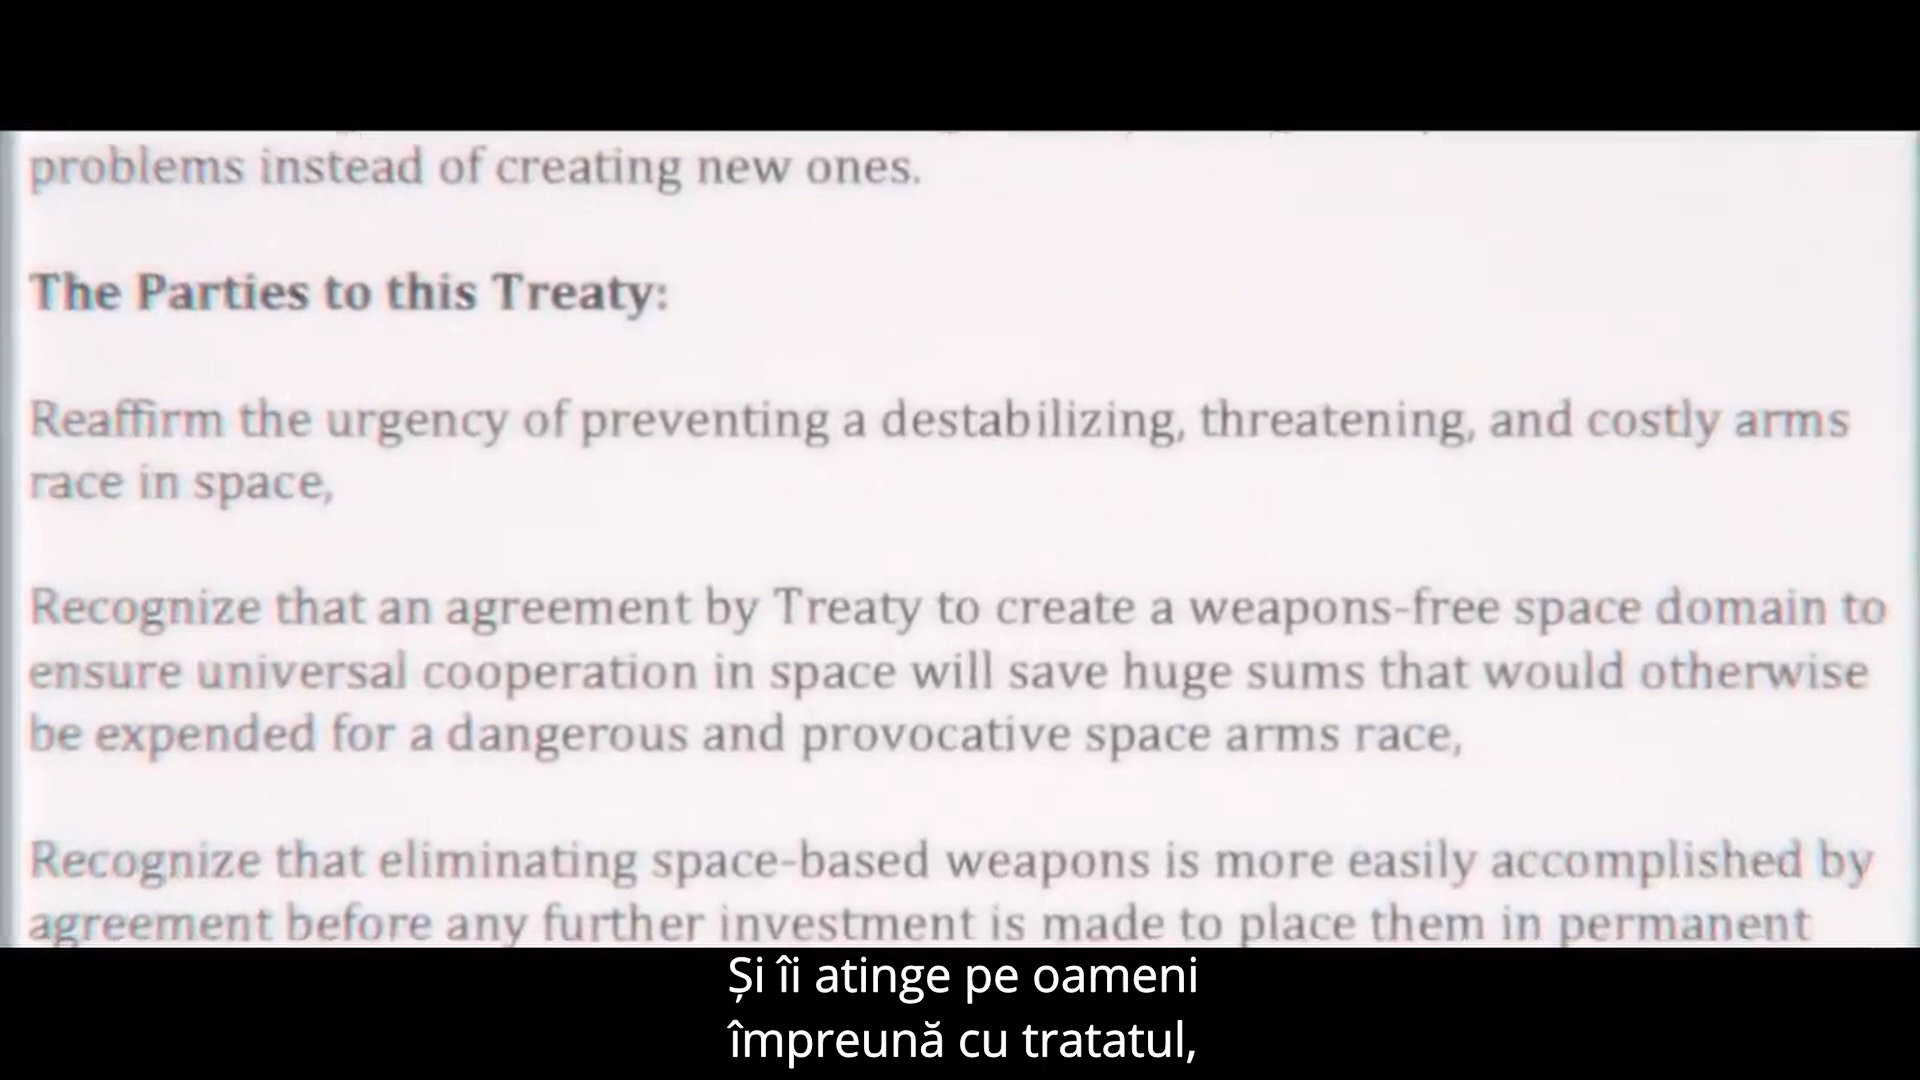 problems instead of creating new ones.
The Parties to this Treaty:
Reaffirm the urgency of preventing a destabilizing, threatening, and costly arms
race in space,
Recognize that an agreement by Treaty to create a weapons-free space domain to
ensure universal cooperation in space will save huge sums that would otherwise
be expended for a dangerous and provocative space arms race,
Recognize that eliminating space-based weapons is more easily accomplished by
agreement before any further investment is made to place them in permanent
Și îi atinge pe oameni
împreună cu tratatul,